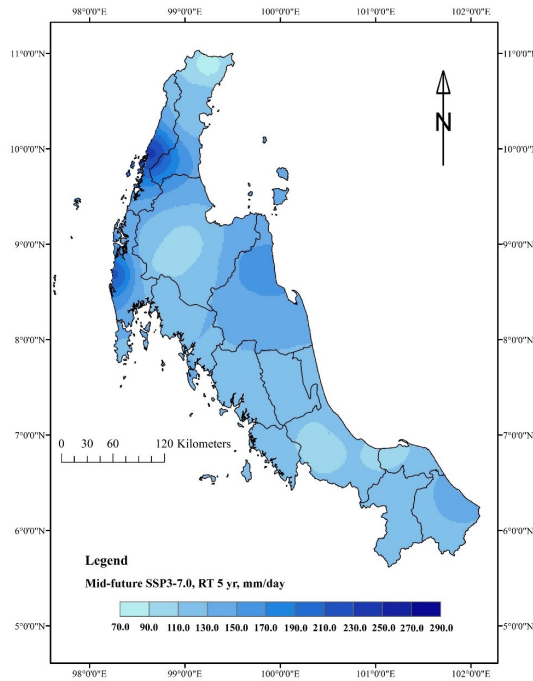 98°0'0"E 99°0'0"E 100°0'0"E 101°0'0"E 102°0'0"E
11°0'0"N 11°0'0"N
N
10°0'0"N 10°0'0"N
9°0'0"N 9°0'0"N
8°0'0"N 8°0'0"N
7°0'0"N 7°0'0"N
0 30 60 120 Kilometers
6°0'0"N 6°0'0"N
Legend
Mid-future SSP3-7.0, RT 5 yr, mm/day
70.0 90.0 110.0 130.0 150.0 170.0 190.0 210.0 230.0 250.0 270.0 290.0
5°0'0"N 5°0'0"N
98°0'0"E 99°0'0"E 100°0'0"E 101°0'0"E 102°0'0"E